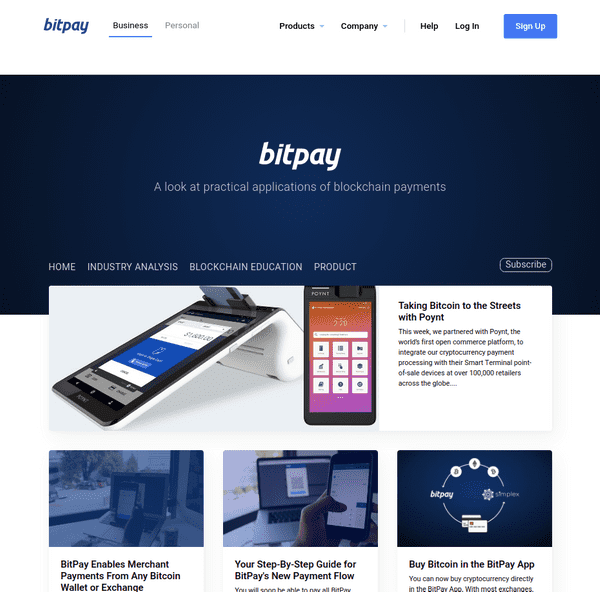 bitpay
Business
Personal
Products
Company
Help
Log In
Sign Up
bitpay
A look at practical applications of blockchain payments
HOME
INDUSTRY ANALYSIS
BLOCKCHAIN EDUCATION
PRODUCT
Subscribe
POYNT
$1,600.00
POYNT
Taking Bitcoin to the Streets
with Poynt
This week, we partnered with Poynt, the
world's first open commerce platform, to
integrate our cryptocurrency payment
processing with their Smart Terminal point-
of-sale devices at over 100,000 retailers
across the globe....
bitpay
simplex
BitPay Enables Merchant
Payments From Any Bitcoin
Wallet or Exchange
Your Step-By-Step Guide for
BitPay's New Payment Flow
You will soon be able to pay all BitPay
Buy Bitcoin in the BitPay App
You can now buy cryptocurrency directly
in the BitPay App. With most exchanges,